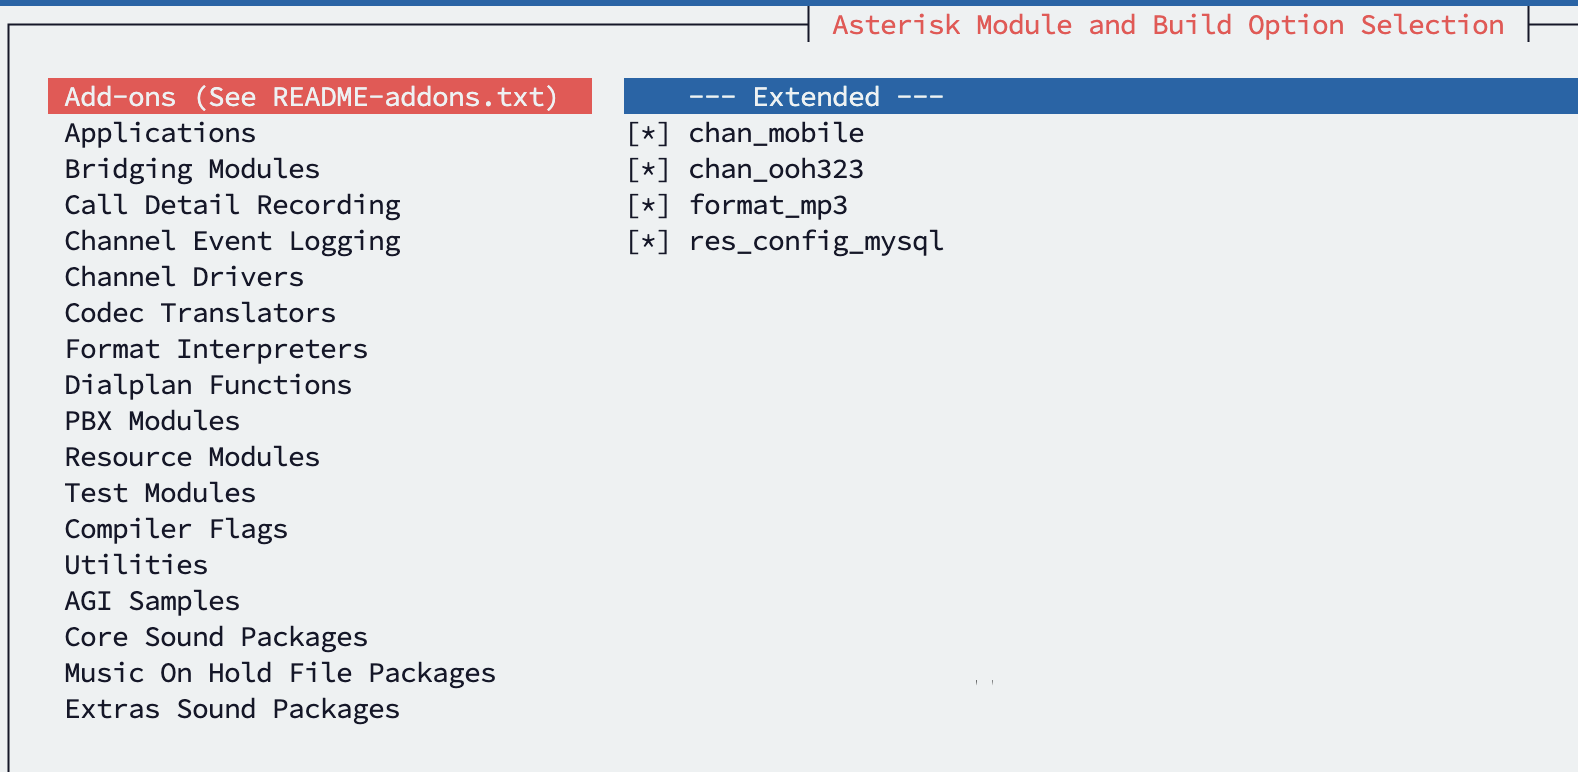 Asterisk Module and Build Option Selection
Add-ons (See README-addons.txt)
Applications
Bridging Modules
Call Detail Recording
Channel Event Logging
Channel Drivers
Codec Translators
Format Interpreters
Dialplan Functions
PBX Modules
Resource Modules
Test Modules
Compiler Flags
Utilities
AGI Samples
Core Sound Packages
Music On Hold File Packages
Extras Sound Packages
--- Extended ---
[*] chan_mobile
[*] chan_ooh323
[*] format_mp3
[*] res_config_mysql